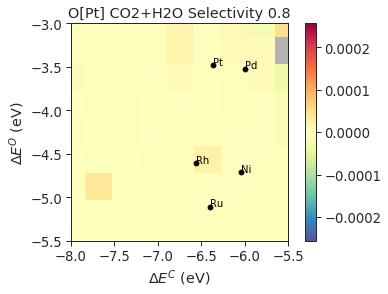 O[Pt] CO2+H2O Selectivity 0.8
−3.0
−3.5
−4.0
−4.5
−5.0
−5.5
ΔE^O (eV)
Pt
Pd
Rh
Ni
Ru
−8.0 −7.5 −7.0 −6.5 −6.0 −5.5
ΔE^C (eV)
0.0002
0.0001
0.0000
−0.0001
−0.0002